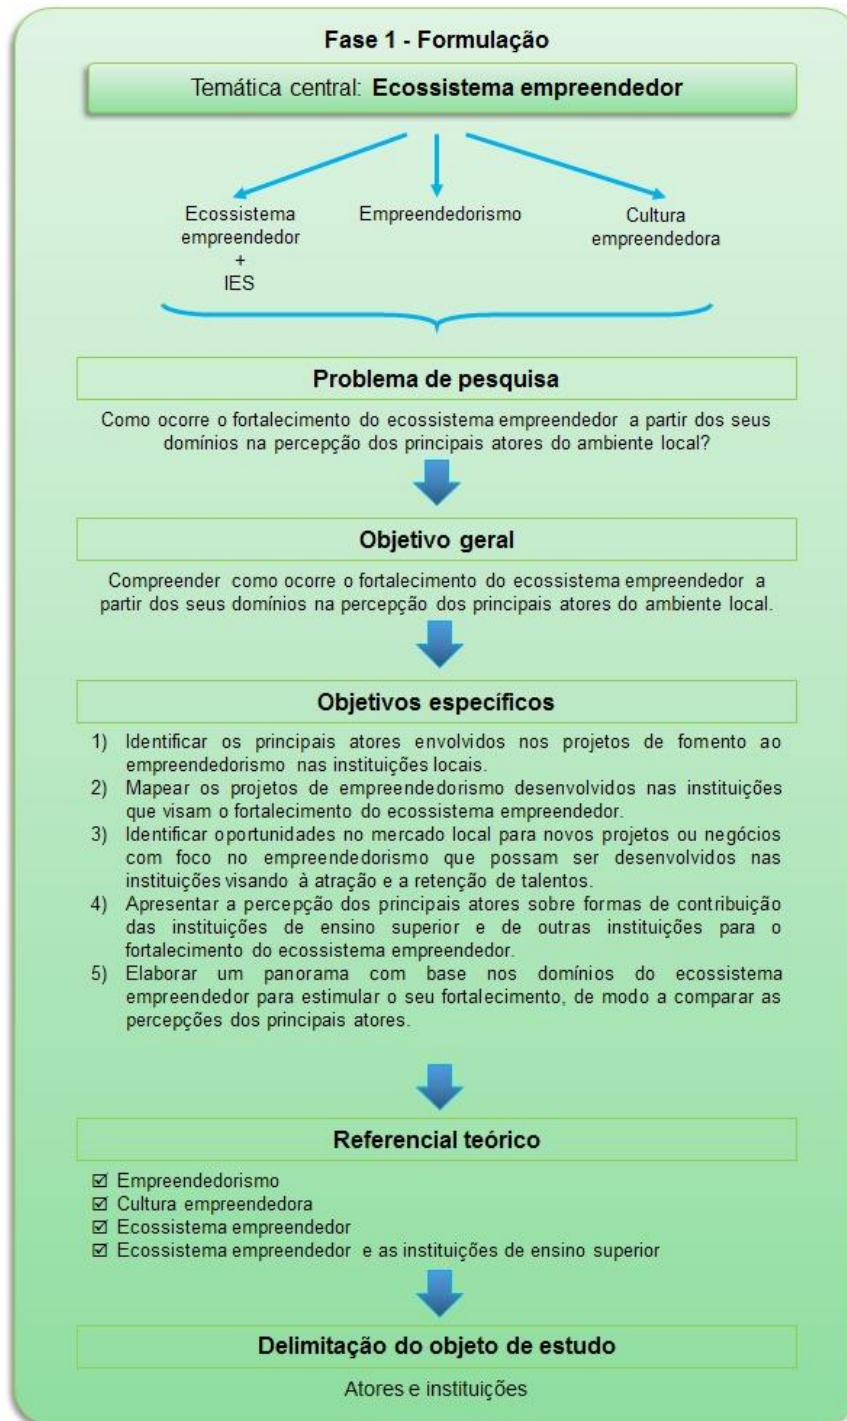 Fase 1 - Formulação
Temática central: Ecossistema empreendedor
Ecossistema
empreendedor
+
IES
Empreendedorismo
Cultura
empreendedora
Problema de pesquisa
Como ocorre o fortalecimento do ecossistema empreendedor a partir dos seus
domínios na percepção dos principais atores do ambiente local?
Objetivo geral
Compreender como ocorre o fortalecimento do ecossistema empreendedor a
partir dos seus domínios na percepção dos principais atores do ambiente local.
Objetivos específicos
1) Identificar os principais atores envolvidos nos projetos de fomento ao
empreendedorismo nas instituições locais.
2) Mapear os projetos de empreendedorismo desenvolvidos nas instituições
que visam o fortalecimento do ecossistema empreendedor.
3) Identificar oportunidades no mercado local para novos projetos ou negócios
com foco no empreendedorismo que possam ser desenvolvidos nas
instituições visando à atração e a retenção de talentos.
4) Apresentar a percepção dos principais atores sobre formas de contribuição
das instituições de ensino superior e de outras instituições para o
fortalecimento do ecossistema empreendedor.
5) Elaborar um panorama com base nos domínios do ecossistema
empreendedor para estimular o seu fortalecimento, de modo a comparar as
percepções dos principais atores.
Referencial teórico
☑ Empreendedorismo
☑ Cultura empreendedora
☑ Ecossistema empreendedor
☑ Ecossistema empreendedor e as instituições de ensino superior
Delimitação do objeto de estudo
Atores e instituições